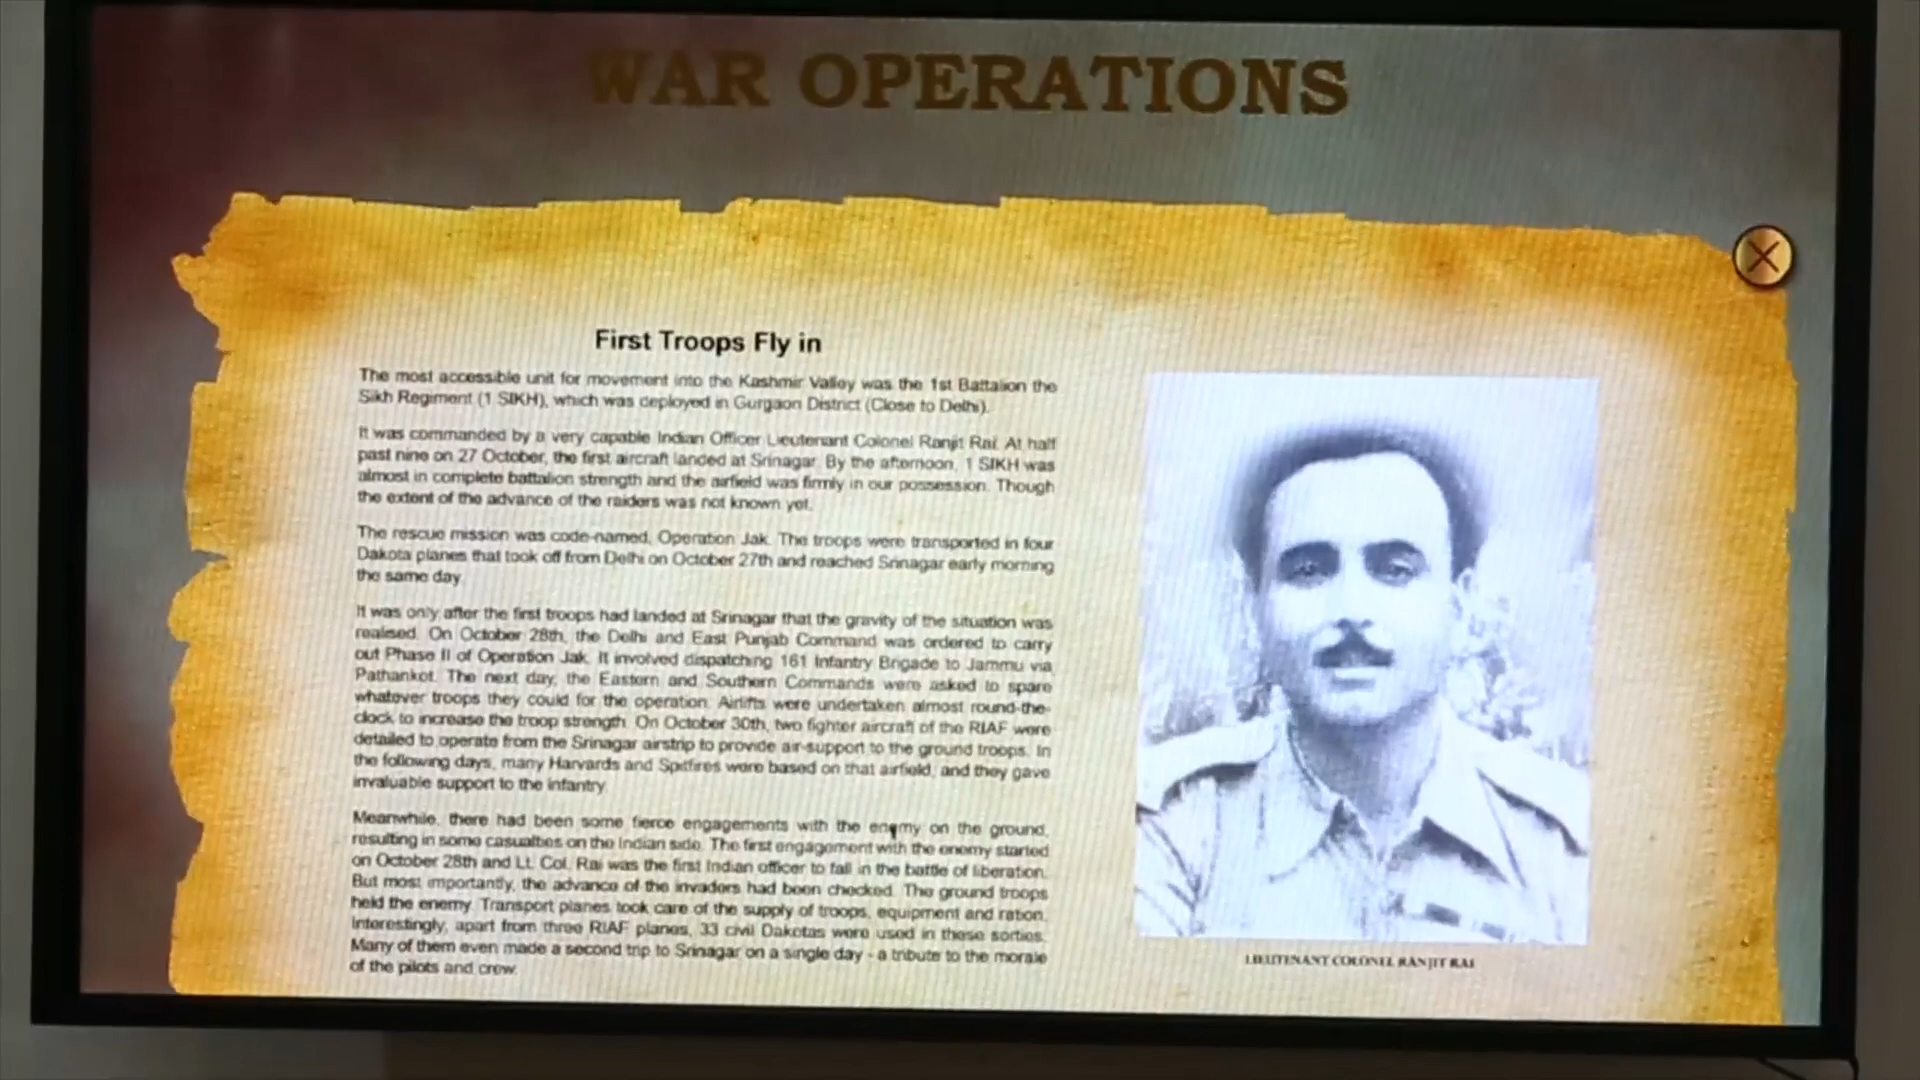 WAR OPERATIONS
First Troops Fly in
The most accessible unit for movement into the Kashmir Valley was the 1st Battalion the
Sikh Regiment (1 SIKH), which was deployed in Gurgaon District (Close to Delhi).
It was commanded by a very capable Indian Officer Lieutenant Colonel Ranjit Rai. At half
past nine on 27 October, the first aircraft landed at Srinagar. By the afternoon, 1 SIKH was
almost in complete battalion strength and the airfield was firmly in our possession. Though
the extent of the advance of the raiders was not known yet.
The rescue mission was code-named, Operation Jak. The troops were transported in four
Dakota planes that took off from Delhi on October 27th and reached Srinagar early morning
the same day.
It was only after the first troops had landed at Srinagar that the gravity of the situation was
realised. On October 28th, the Delhi and East Punjab Command was ordered to carry
out Phase II of Operation Jak. It involved dispatching 161 Infantry Brigade to Jammu via
Pathankot. The next day, the Eastern and Southern Commands were asked to spare
whatever troops they could for the operation. Airlifts were undertaken almost round-the-
clock to increase the troop strength. On October 30th, two fighter aircraft of the RIAF were
detailed to operate from the Srinagar airstrip to provide air-support to the ground troops. In
the following days, many Harvards and Spitfires were based on that airfield, and they gave
invaluable support to the infantry.
Meanwhile, there had been some fierce engagements with the enemy on the ground,
resulting in some casualties on the Indian side. The first engagement with the enemy started
on October 28th and Lt. Col. Rai was the first Indian officer to fall in the battle of liberation.
But most importantly, the advance of the invaders had been checked. The ground troops
held the enemy. Transport planes took care of the supply of troops, equipment and ration.
Interestingly, apart from three RIAF planes, 33 civil Dakotas were used in these sorties.
Many of them even made a second trip to Srinagar on a single day - a tribute to the morale
of the pilots and crew.
LIEUTENANT COLONEL RANJIT RAI